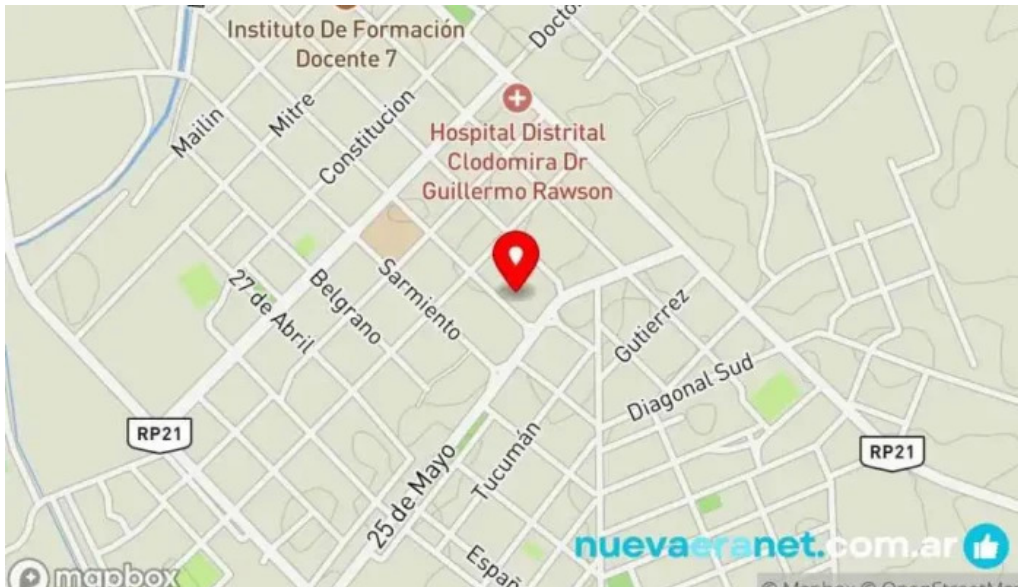 Instituto De Formación
Docente 7
Mailin
Mitre
Constitucion
Hospital Distrital
Clodomira Dr
Guillermo Rawson
27 de Abril
Belgrano
Sarmiento
Gutierrez
Diagonal Sud
RP21
RP21
25 de Mayo
Tucumán
nuevaeranet.com.ar
mapbox